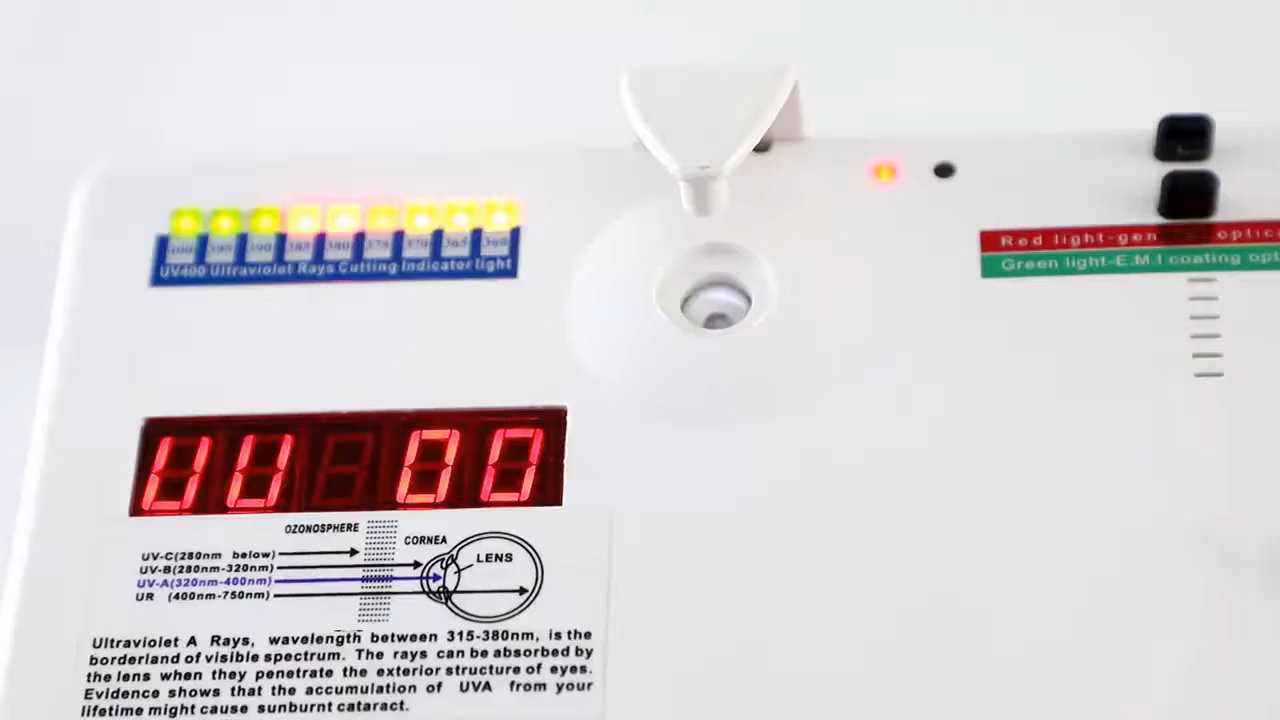 400 395 390 385 380 375 370 365 360
UV400 Ultraviolet Rays Cutting Indicator light
Red light-gen optic
Green light-E.M.I coating opt
UU 00
OZONOSPHERE
CORNEA
LENS
UV-C(280nm below)
UV-B(280nm-320nm)
UV-A(320nm-400nm)
UR (400nm-750nm)
Ultraviolet A Rays, wavelength between 315-380nm, is the
borderland of visible spectrum. The rays can be absorbed by
the lens when they penetrate the exterior structure of eyes.
Evidence shows that the accumulation of UVA from your
lifetime might cause sunburnt cataract.